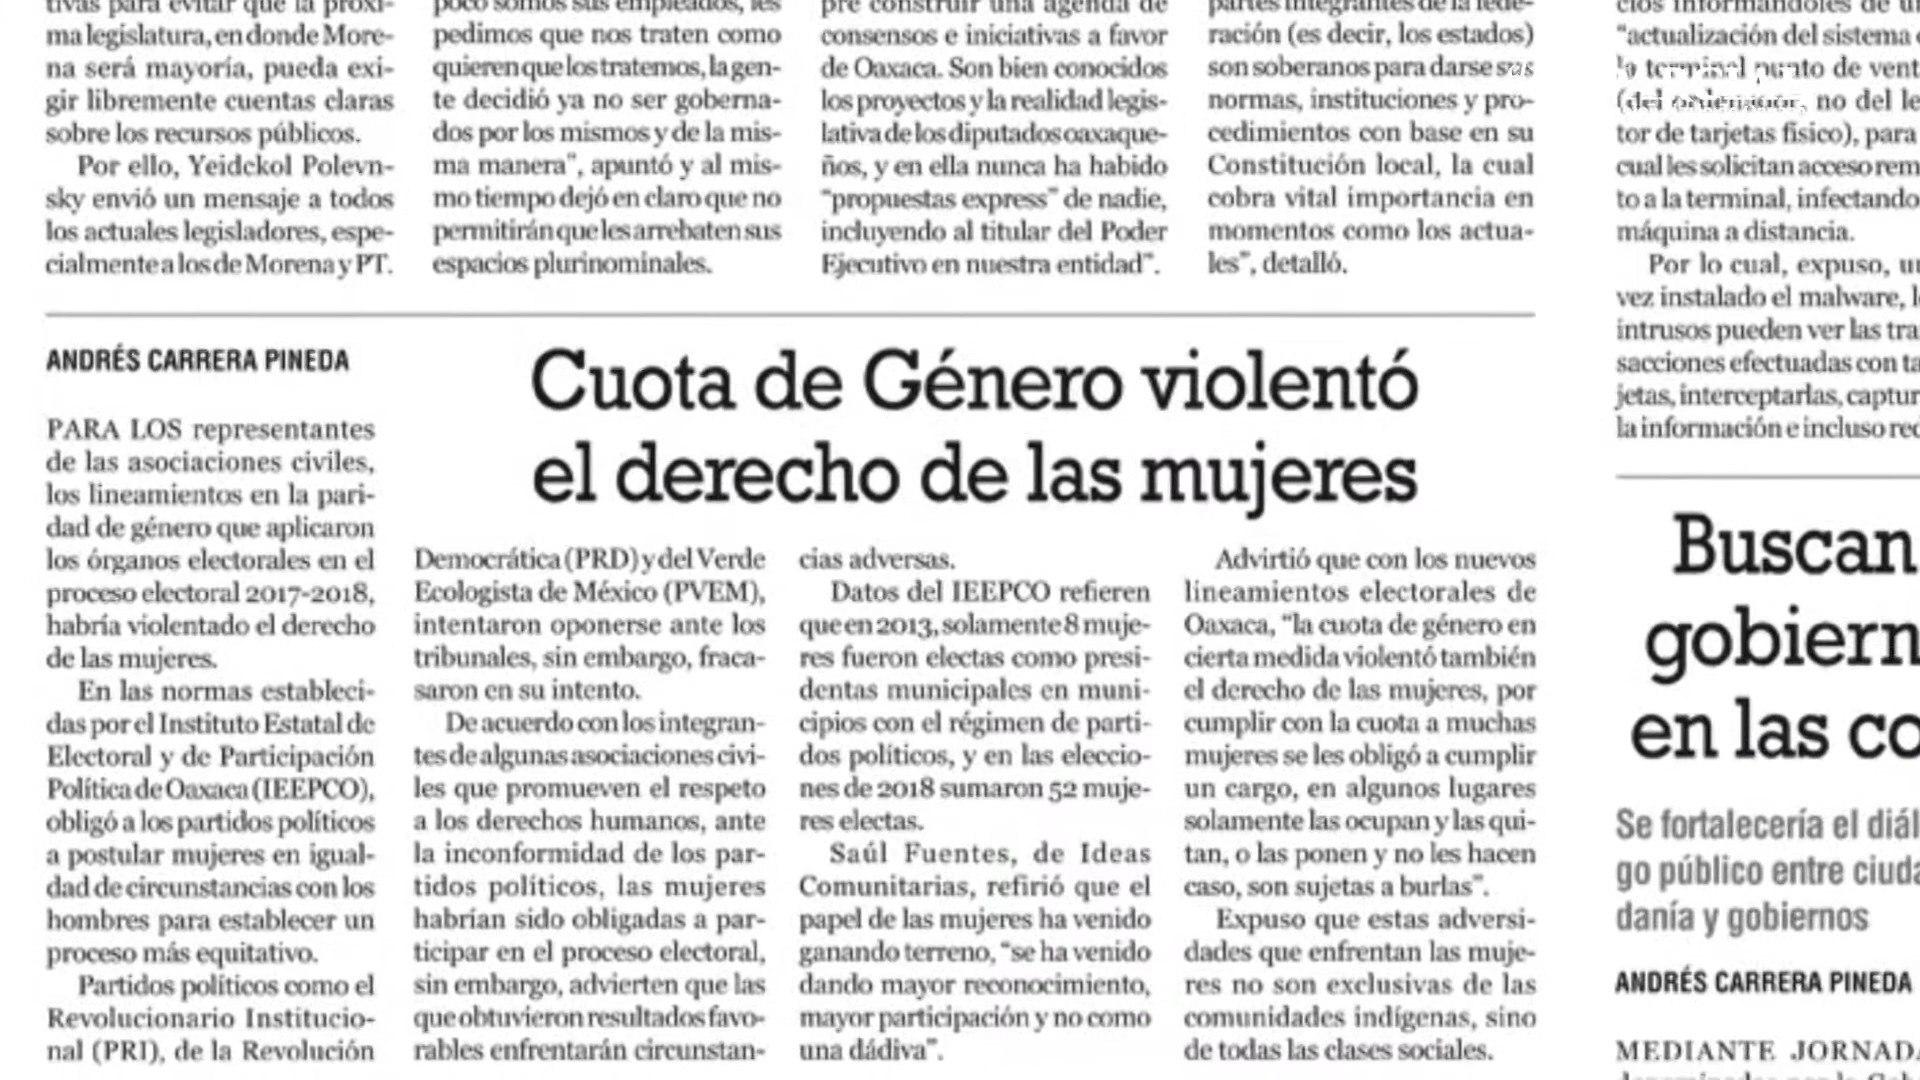 ma legislatura, en donde More-
na será mayoría, pueda exi-
gir libremente cuentas claras
sobre los recursos públicos.
Por ello, Yeidckol Polevn-
sky envió un mensaje a todos
los actuales legisladores, espe-
cialmente a los de Morena y PT.
pedimos que nos traten como
quieren que los tratemos, la gen-
te decidió ya no ser goberna-
dos por los mismos y de la mis-
ma manera", apuntó y al mis-
mo tiempo dejó en claro que no
permitirán que les arrebaten sus
espacios plurinominales.
consensos e iniciativas a favor
de Oaxaca. Son bien conocidos
los proyectos y la realidad legis-
lativa de los diputados oaxaque-
ños, y en ella nunca ha habido
"propuestas express" de nadie,
incluyendo al titular del Poder
Ejecutivo en nuestra entidad".
ración (es decir, los estados)
son soberanos para darse sus
normas, instituciones y pro-
cedimientos con base en su
Constitución local, la cual
cobra vital importancia en
momentos como los actua-
les", detalló.
ANDRÉS CARRERA PINEDA
Cuota de Género violentó
el derecho de las mujeres
PARA LOS representantes
de las asociaciones civiles,
los lineamientos en la pari-
dad de género que aplicaron
los órganos electorales en el
proceso electoral 2017-2018,
habría violentado el derecho
de las mujeres.
En las normas estableci-
das por el Instituto Estatal de
Electoral y de Participación
Política de Oaxaca (IEEPCO),
obligó a los partidos políticos
a postular mujeres en igual-
dad de circunstancias con los
hombres para establecer un
proceso más equitativo.
Partidos políticos como el
Revolucionario Institucio-
nal (PRI), de la Revolución
Democrática (PRD) y del Verde
Ecologista de México (PVEM),
intentaron oponerse ante los
tribunales, sin embargo, fraca-
saron en su intento.
De acuerdo con los integran-
tes de algunas asociaciones civi-
les que promueven el respeto
a los derechos humanos, ante
la inconformidad de los par-
tidos políticos, las mujeres
habrían sido obligadas a par-
ticipar en el proceso electoral,
sin embargo, advierten que las
que obtuvieron resultados favo-
rables enfrentarán circunstan-
cias adversas.
Datos del IEEPCO refieren
que en 2013, solamente 8 muje-
res fueron electas como presi-
dentas municipales en muni-
cipios con el régimen de parti-
dos políticos, y en las eleccio-
nes de 2018 sumaron 52 muje-
res electas.
Saúl Fuentes, de Ideas
Comunitarias, refirió que el
papel de las mujeres ha venido
ganando terreno, "se ha venido
dando mayor reconocimiento,
mayor participación y no como
una dádiva".
Advirtió que con los nuevos
lineamientos electorales de
Oaxaca, "la cuota de género en
cierta medida violentó también
el derecho de las mujeres, por
cumplir con la cuota a muchas
mujeres se les obligó a cumplir
un cargo, en algunos lugares
solamente las ocupan y las qui-
tan, o las ponen y no les hacen
caso, son sujetas a burlas".
Expuso que estas adversi-
dades que enfrentan las muje-
res no son exclusivas de las
comunidades indígenas, sino
de todas las clases sociales.
"actualización del sistema
la terminal punto de vent
no del le
tor de tarjetas físico), para
cual les solicitan acceso rem
to a la terminal, infectando
máquina a distancia.
Por lo cual, expuso, u
vez instalado el malware, l
intrusos pueden ver las tra
sacciones efectuadas con ta
jetas, interceptarlas, captur
la información e incluso
Buscan
gobiern
en las co
Se fortalecería el diál
go público entre ciuda
danía y gobiernos
ANDRÉS CARRERA PINEDA
MEDIANTE JORNADA